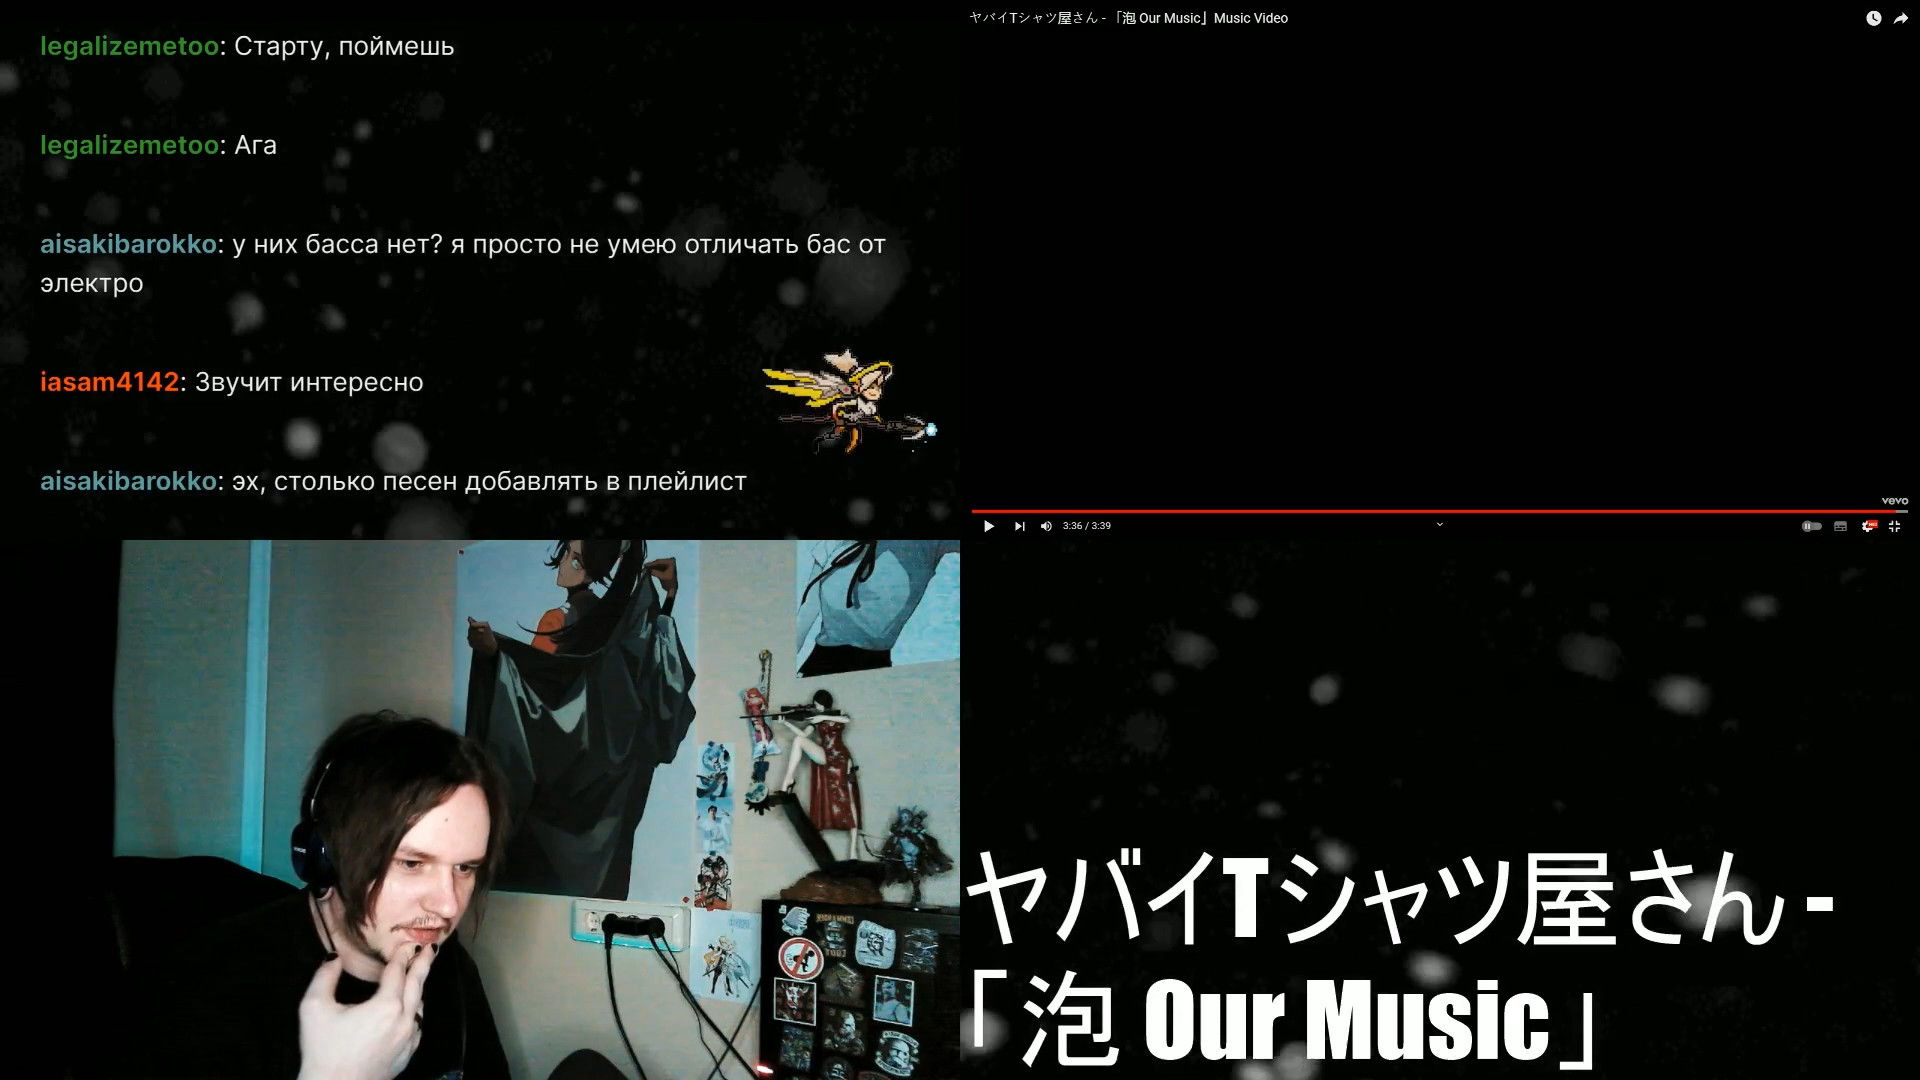 legalizemetoo: Старту, поймешь
legalizemetoo: Ага
aisakibarokko: у них басса нет? я просто не умею отличать бас от
электро
iasam4142: Звучит интересно
aisakibarokko: эх, столько песен добавлять в плейлист
ヤバイTシャツ屋さん - 「泡 Our Music」Music Video
vevo
3:36 / 3:39
ヤバイTシャツ屋さん -
「泡 Our Music」